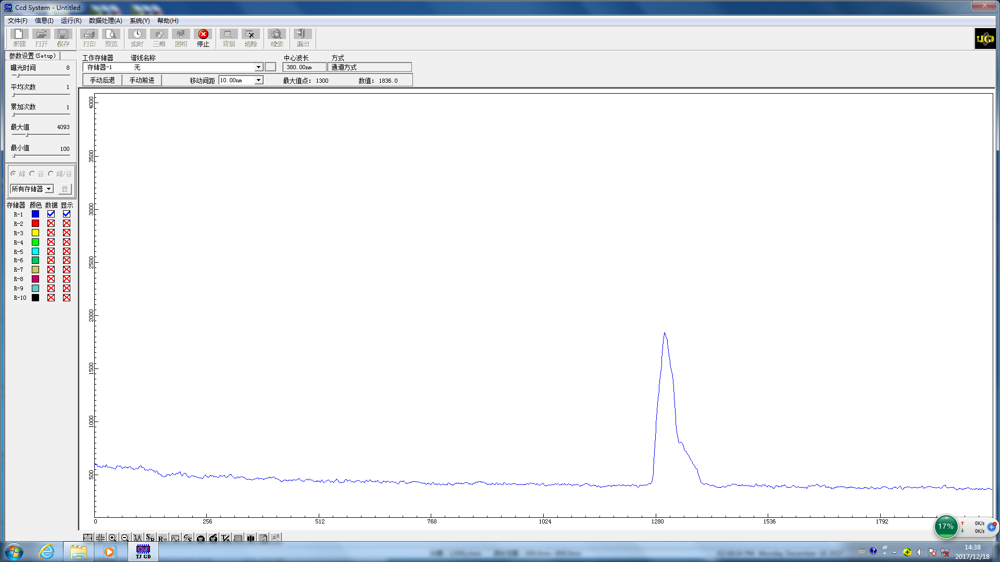 Ccd System - Untitled
文件(F) 信息(I) 运行(R) 数据处理(A) 系统(Y) 帮助(H)
新建 打开 保存 打印 预览 实时 三维 照相 停止 背景 清除 检索 退出
TJGD
参数设置(Setup)
曝光时间 8
平均次数 1
累加次数 1
最大值 4093
最小值 100
峰 谷 峰/谷
所有存储器 显
存储器 颜色 数据 显示
R-1
R-2
R-3
R-4
R-5
R-6
R-7
R-8
R-9
R-10
工作存储器 谱线名称 中心波长 方式
存储器-1 无 ... 380.00nm 通道方式
手动后退 手动前进 移动间距 10.00nm 最大值点: 1300 数值: 1836.0
4000
3500
3000
2500
2000
1500
1000
500
0 256 512 768 1024 1280 1536 1792
17% 0K/s
0K/s
Ccd
TJ GD
14:38
2017/12/18